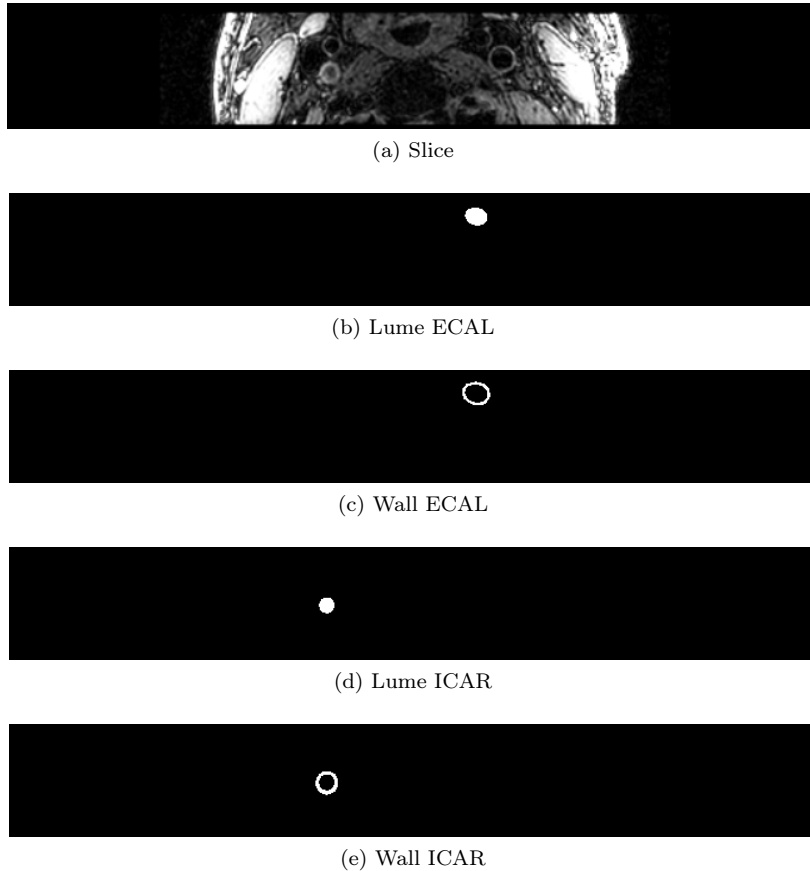 (a) Slice
(b) Lume ECAL
(c) Wall ECAL
(d) Lume ICAR
(e) Wall ICAR